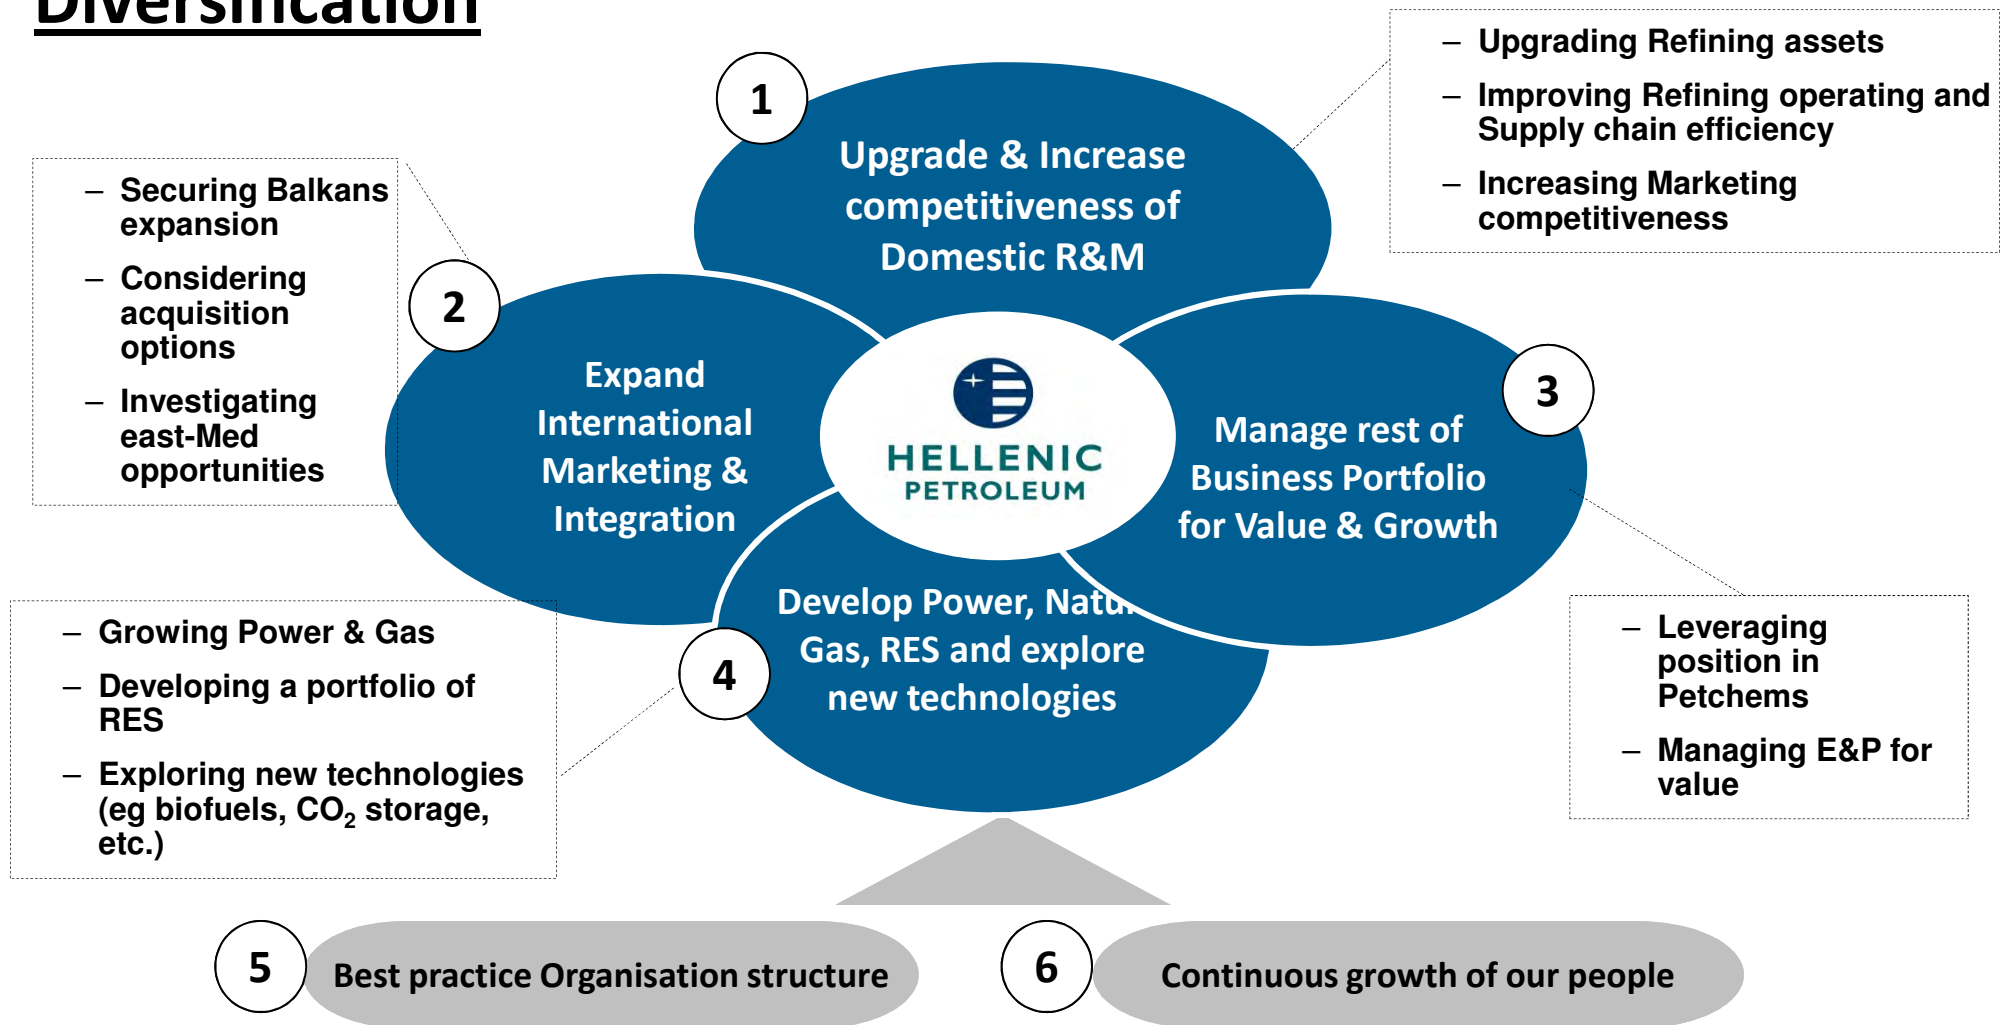 Diversification
1
Upgrade & Increase
competitiveness of
Domestic R&M
– Upgrading Refining assets
– Improving Refining operating and
Supply chain efficiency
– Increasing Marketing
competitiveness
2
Expand
International
Marketing &
Integration
– Securing Balkans
expansion
– Considering
acquisition
options
– Investigating
east-Med
opportunities
HELLENIC
PETROLEUM
3
Manage rest of
Business Portfolio
for Value & Growth
– Leveraging
position in
Petchems
– Managing E&P for
value
4
Develop Power, Natu
Gas, RES and explore
new technologies
– Growing Power & Gas
– Developing a portfolio of
RES
– Exploring new technologies
(eg biofuels, CO₂ storage,
etc.)
5
Best practice Organisation structure
6
Continuous growth of our people